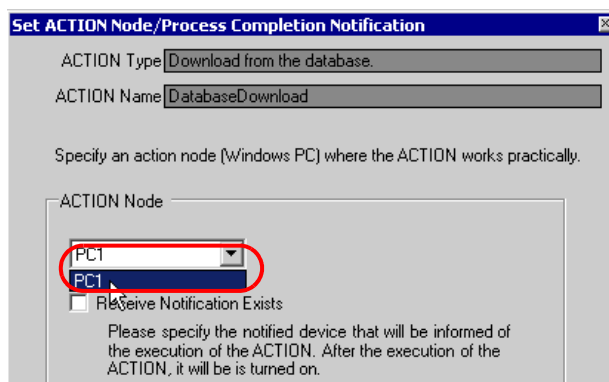 Set ACTION Node/Process Completion Notification
ACTION Type Download from the database.
ACTION Name DatabaseDownload
Specify an action node (Windows PC) where the ACTION works practically.
ACTION Node
PC1
PC1
Receive Notification Exists
Please specify the notified device that will be informed of
the execution of the ACTION. After the execution of the
ACTION, it will be is turned on.